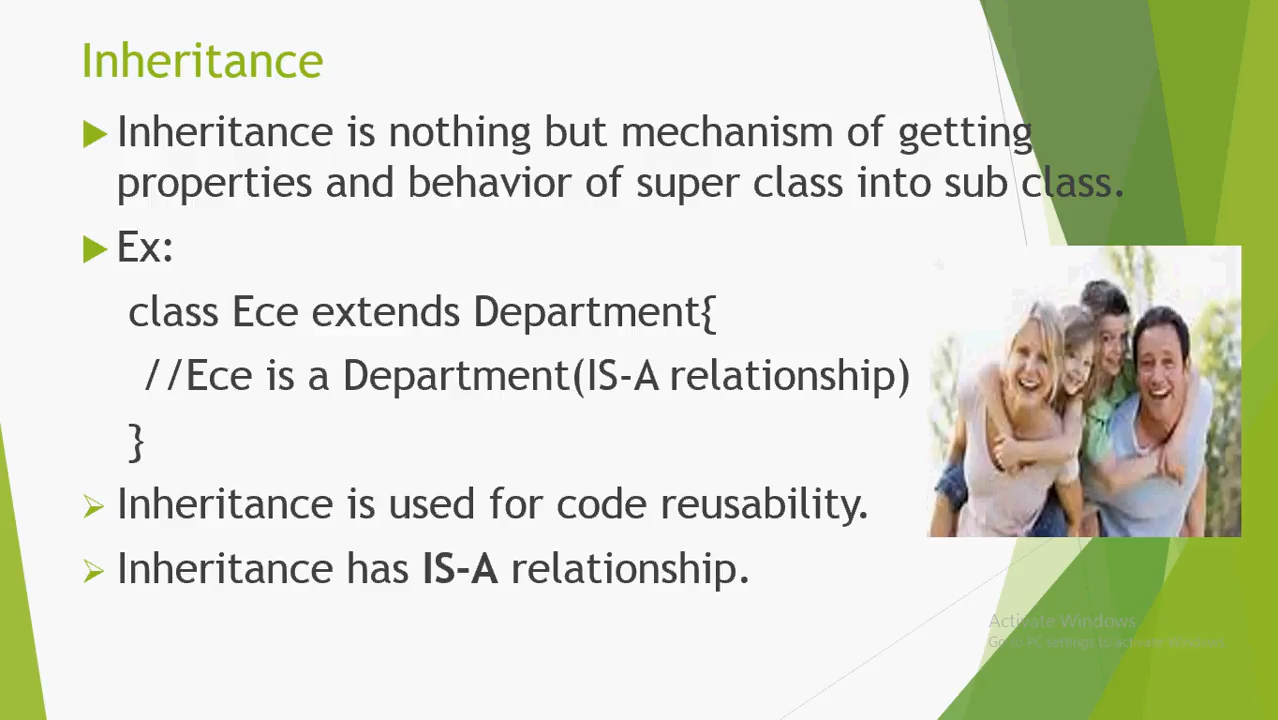 Inheritance
Inheritance is nothing but mechanism of getting
properties and behavior of super class into sub class.
Ex:
class Ece extends Department{
//Ece is a Department(IS-A relationship)
}
Inheritance is used for code reusability.
Inheritance has IS-A relationship.
Activate Windows
Go to PC settings to activate Windows.